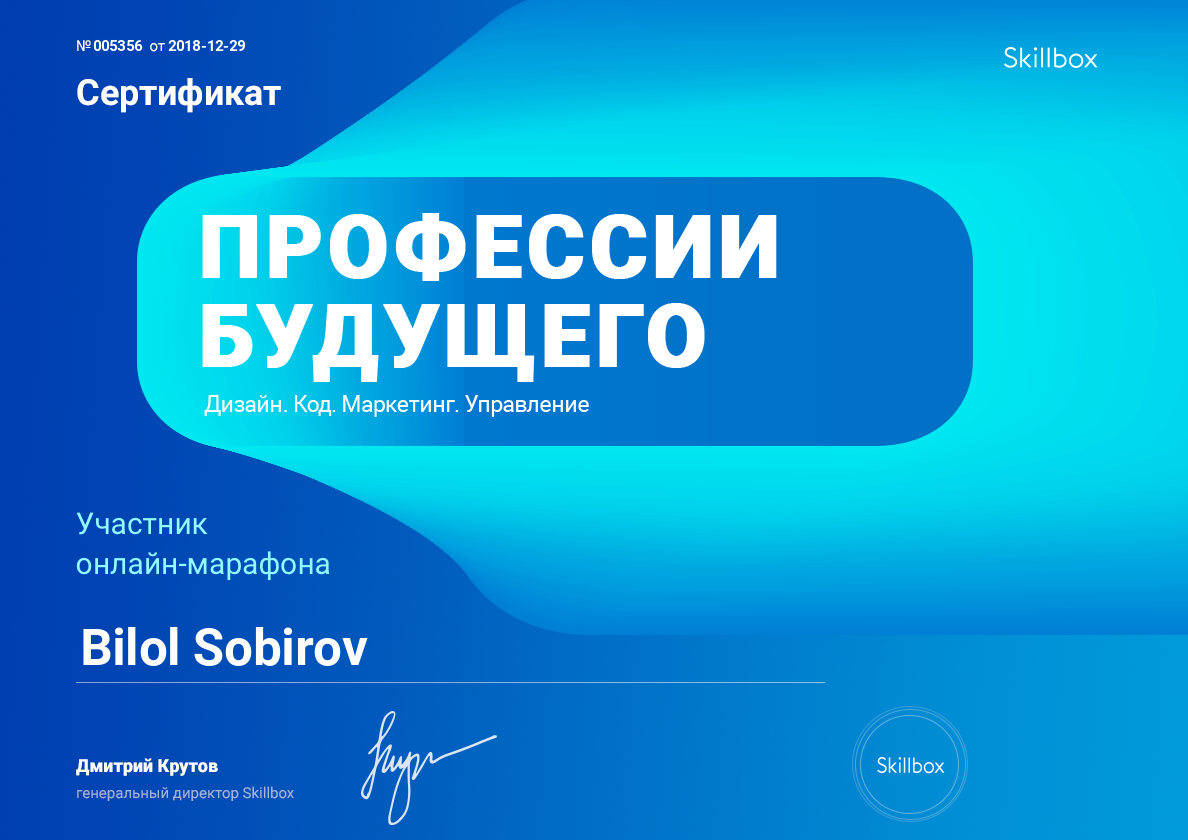 № 005356 от 2018-12-29
Skillbox
Сертификат
ПРОФЕССИИ
БУДУЩЕГО
Дизайн. Код. Маркетинг. Управление
Участник
онлайн-марафона
Bilol Sobirov
Дмитрий Крутов
генеральный директор Skillbox
Skillbox